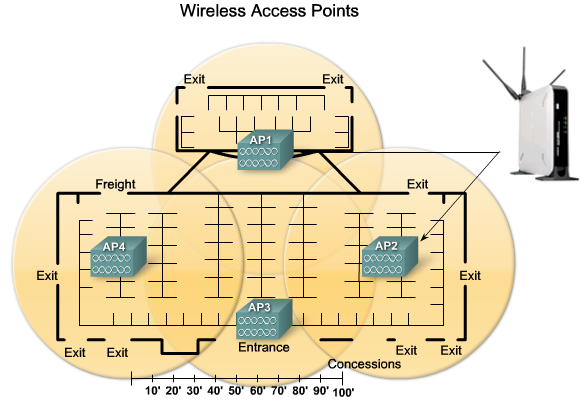 Wireless Access Points
Exit Exit
AP1
Freight Exit
AP4 AP2
Exit Exit
AP3
Entrance
Exit Exit Exit Exit
Concessions
10' 20' 30' 40' 50' 60' 70' 80' 90' 100'